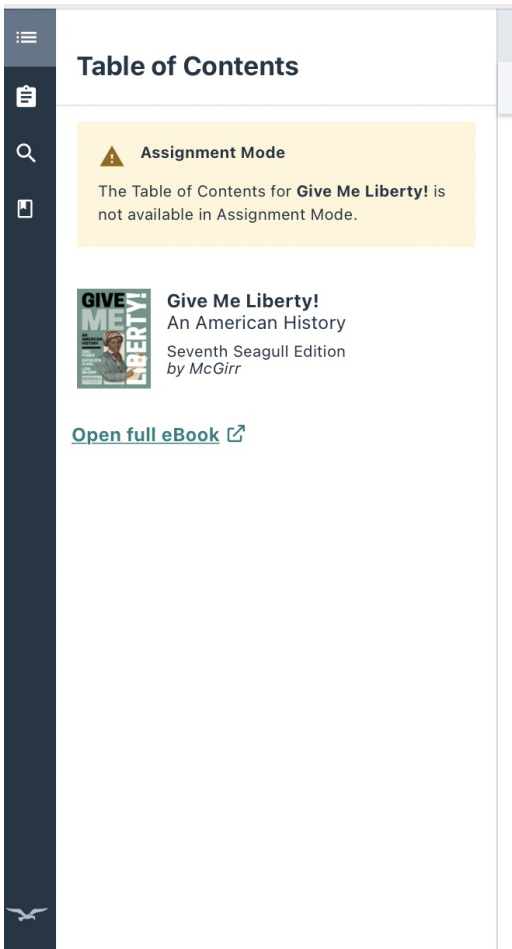 Table of Contents
Assignment Mode
The Table of Contents for Give Me Liberty! is
not available in Assignment Mode.
GIVE
ME
LIBERTY!
Give Me Liberty!
An American History
Seventh Seagull Edition
by McGirr
Open full eBook